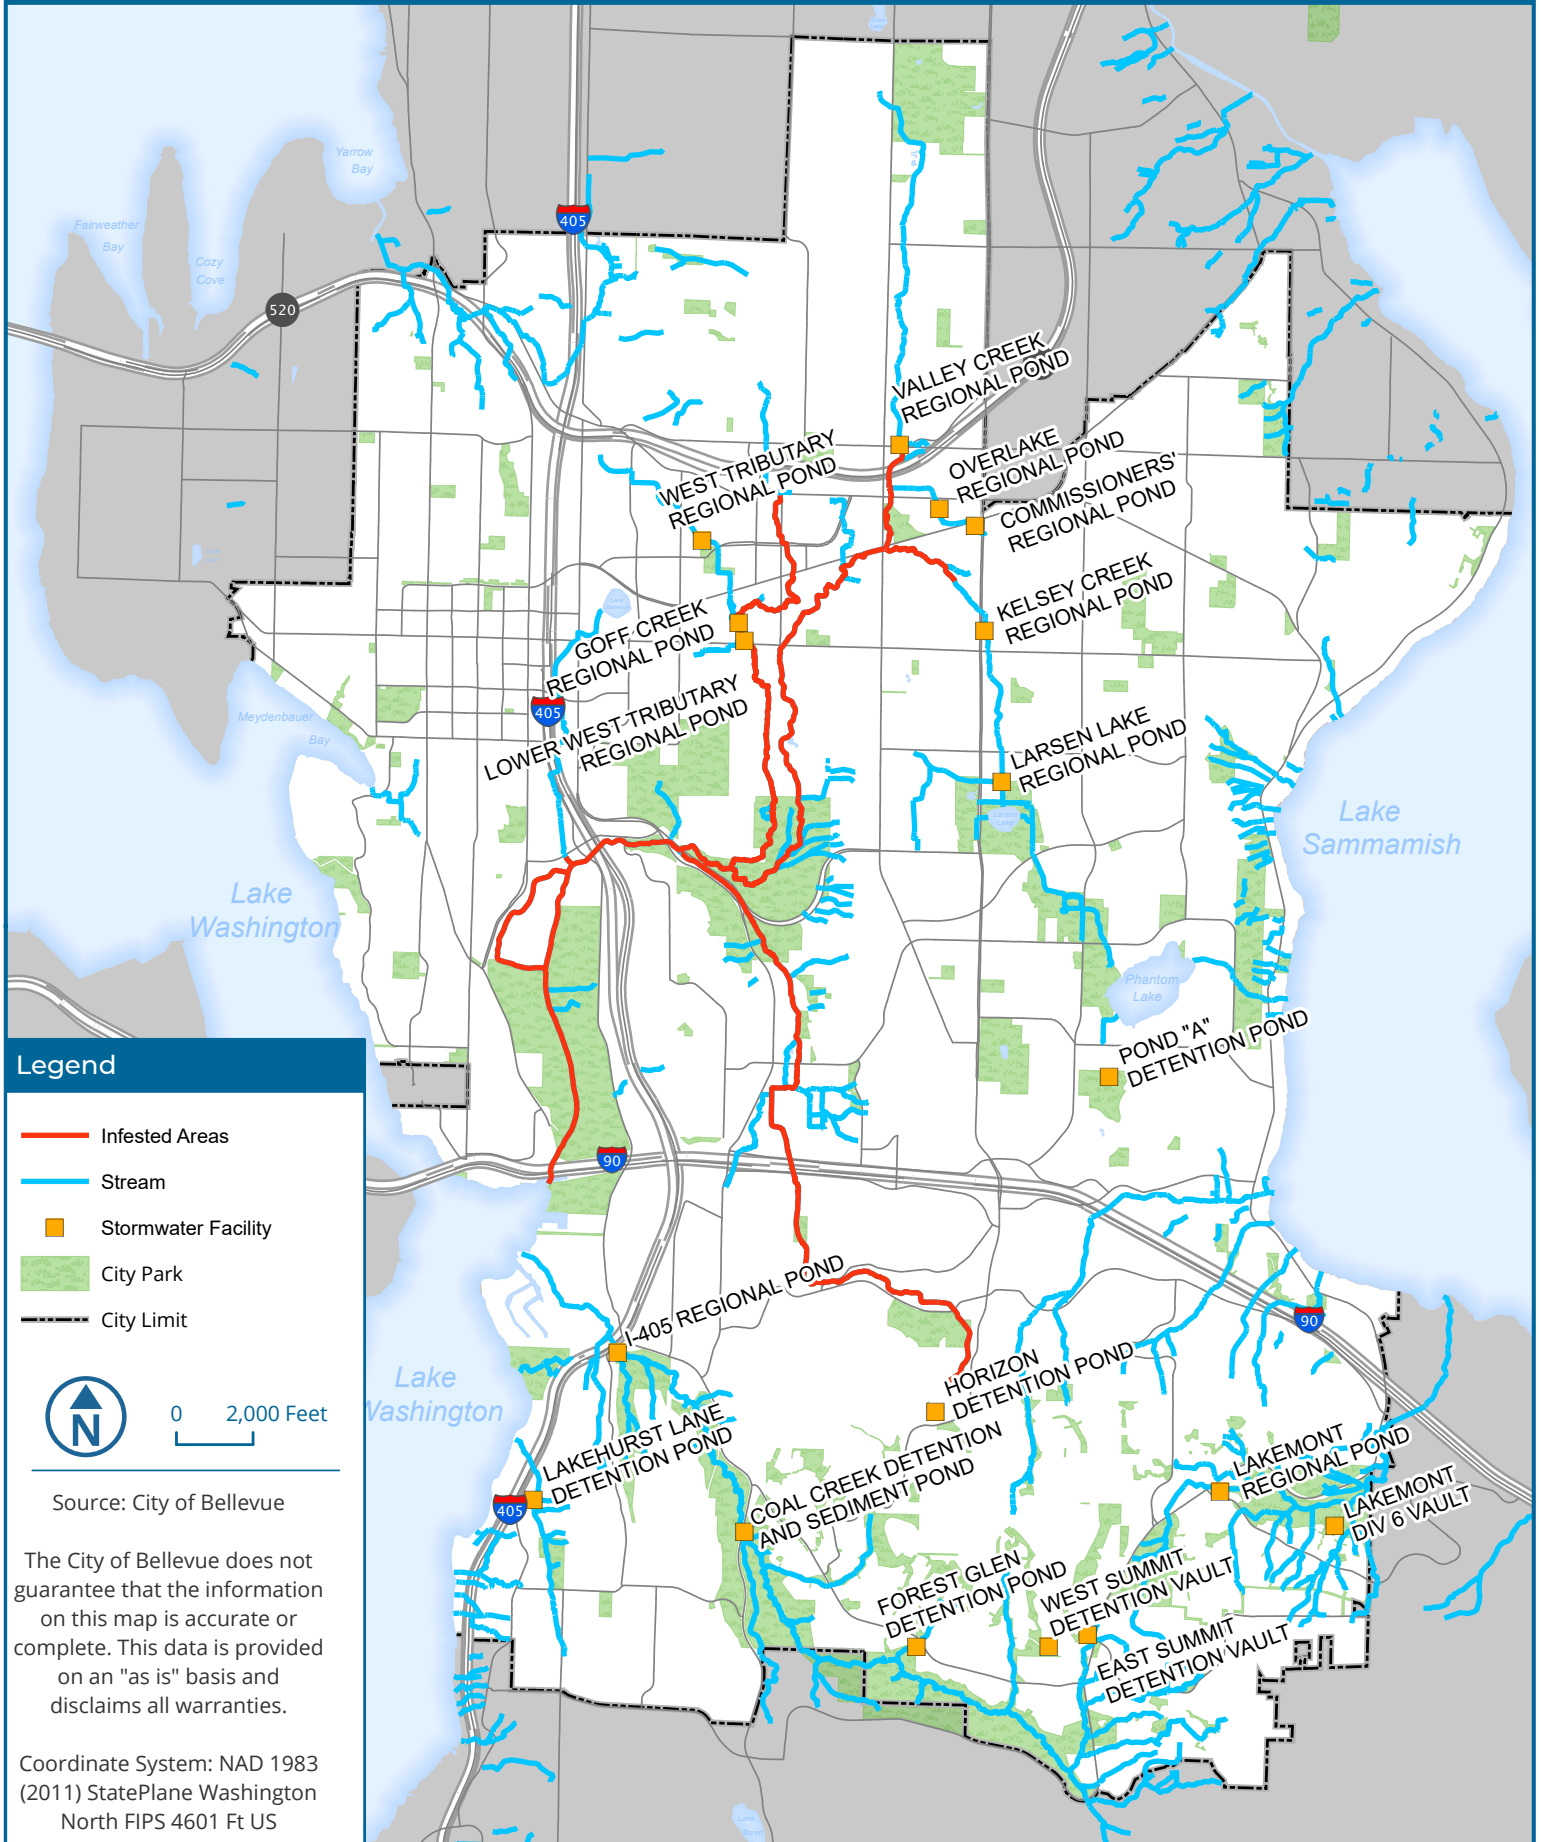 Yarrow
Bay
Fairweather
Bay
Cozy
Cove
405
520
VALLEY CREEK
REGIONAL POND
WEST TRIBUTARY
REGIONAL POND
OVERLAKE
REGIONAL POND
COMMISSIONERS'
REGIONAL POND
KELSEY CREEK
REGIONAL POND
GOFF CREEK
REGIONAL POND
405
LOWER WEST TRIBUTARY
REGIONAL POND
Meydenbauer
Bay
LARSEN LAKE
REGIONAL POND
Larsen
Lake
Lake
Sammamish
Lake
Washington
Phantom
Lake
POND "A"
DETENTION POND
90
I-405 REGIONAL POND
90
HORIZON
DETENTION POND
Lake
Washington
LAKEHURST LANE
DETENTION POND
405
COAL CREEK DETENTION
AND SEDIMENT POND
LAKEMONT
REGIONAL POND
LAKEMONT
DIV 6 VAULT
FOREST GLEN
DETENTION POND
WEST SUMMIT
DETENTION VAULT
EAST SUMMIT
DETENTION VAULT
Legend
Infested Areas
Stream
Stormwater Facility
City Park
City Limit
N
0 2,000 Feet
Source: City of Bellevue
The City of Bellevue does not
guarantee that the information
on this map is accurate or
complete. This data is provided
on an "as is" basis and
disclaims all warranties.
Coordinate System: NAD 1983
(2011) StatePlane Washington
North FIPS 4601 Ft US